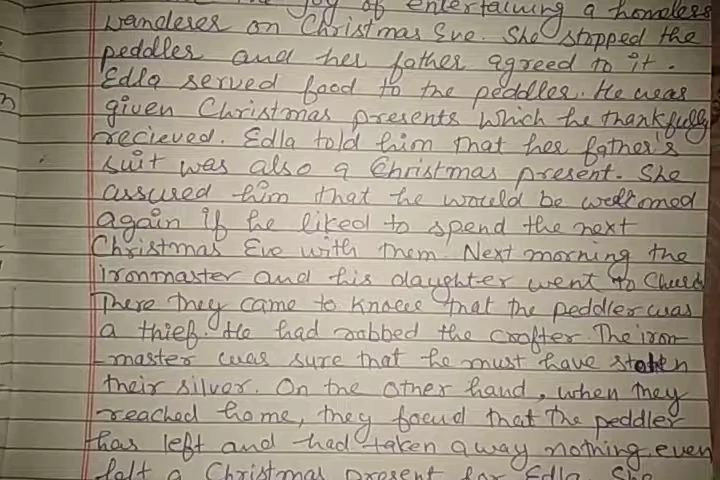 the joy of entertaining a homeless
wanderer on Christmas Eve. She stopped the
peddler and her father agreed to it.
Edla served food to the peddler. He was
given Christmas presents which he thankfully
recieved. Edla told him that her father's
suit was also a Christmas present. She
assured him that he would be wellcomed
again if he liked to spend the next
Christmas Eve with them. Next morning the
ironmaster and his daughter went to Church
There they came to know that the peddler was
a thief. He had robbed the crofter. The iron-
-master was sure that he must have stolen
their silver. On the other hand, when they
reached home, they found that the peddler
has left and had taken away nothing, even
left a Christmas present for Edla. She